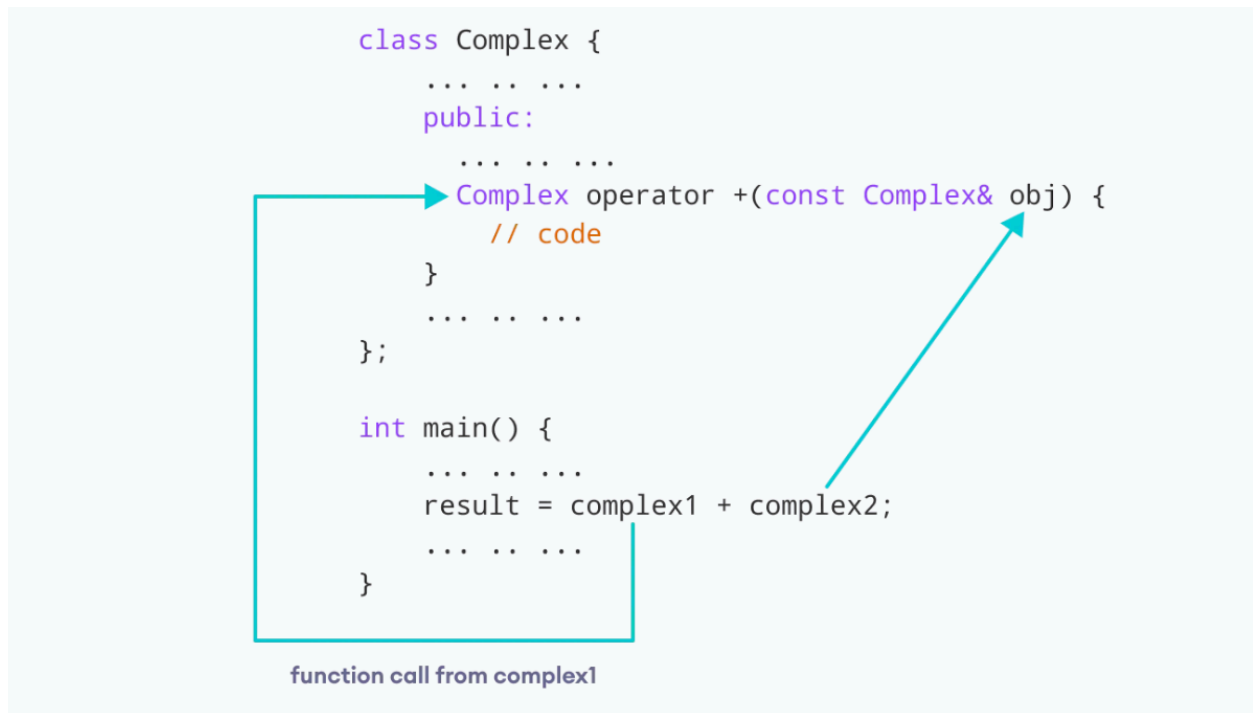 class Complex {
... .. ...
public:
... .. ...
Complex operator +(const Complex& obj) {
// code
}
... .. ...
};
int main() {
... .. ...
result = complex1 + complex2;
... .. ...
}
function call from complex1